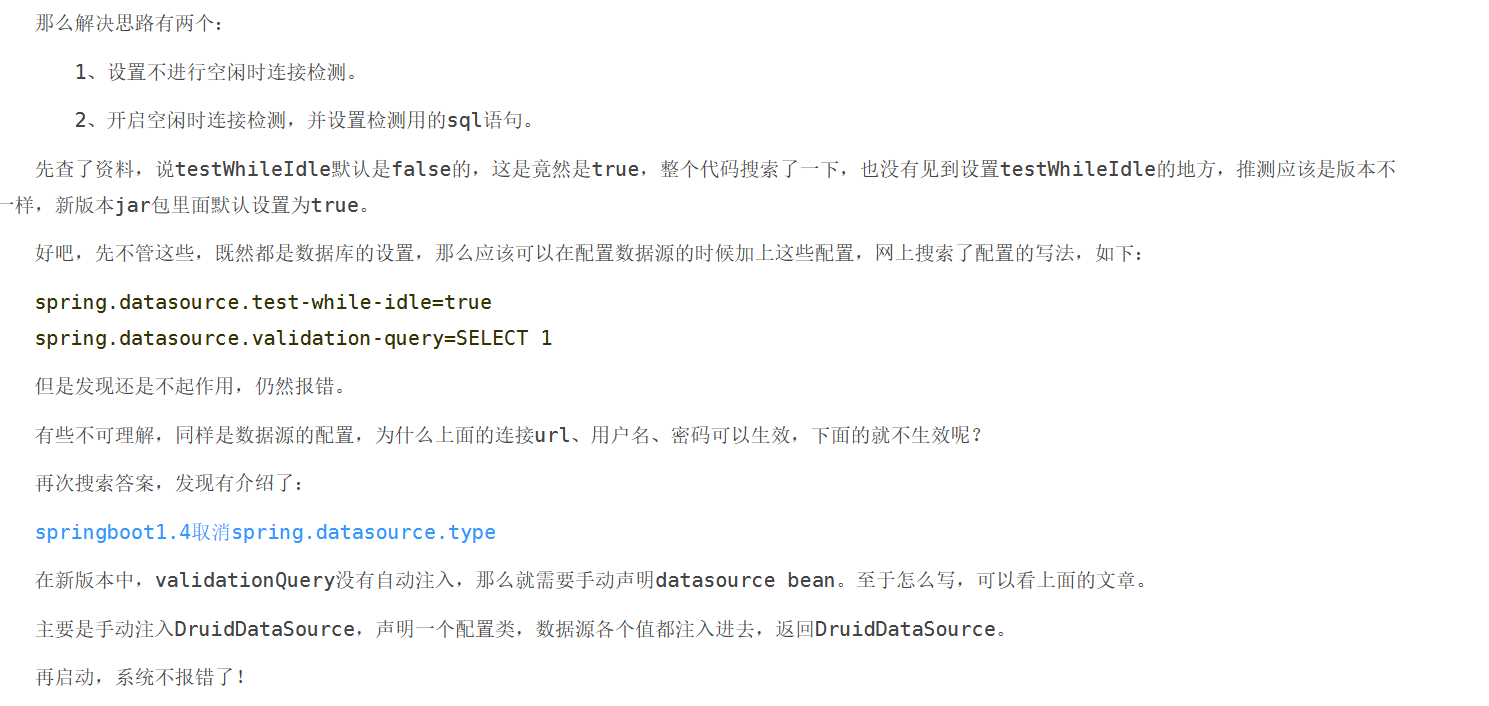 那么解决思路有两个：
1、设置不进行空闲时连接检测。
2、开启空闲时连接检测，并设置检测用的sql语句。
先查了资料，说testWhileIdle默认是false的，这是竟然是true，整个代码搜索了一下，也没有见到设置testWhileIdle的地方，推测应该是版本不
一样，新版本jar包里面默认设置为true。
好吧，先不管这些，既然都是数据库的设置，那么应该可以在配置数据源的时候加上这些配置，网上搜索了配置的写法，如下：
spring.datasource.test-while-idle=true
spring.datasource.validation-query=SELECT 1
但是发现还是不起作用，仍然报错。
有些不可理解，同样是数据源的配置，为什么上面的连接url、用户名、密码可以生效，下面的就不生效呢？
再次搜索答案，发现有介绍了：
springboot1.4取消spring.datasource.type
在新版本中，validationQuery没有自动注入，那么就需要手动声明datasource bean。至于怎么写，可以看上面的文章。
主要是手动注入DruidDataSource，声明一个配置类，数据源各个值都注入进去，返回DruidDataSource。
再启动，系统不报错了！